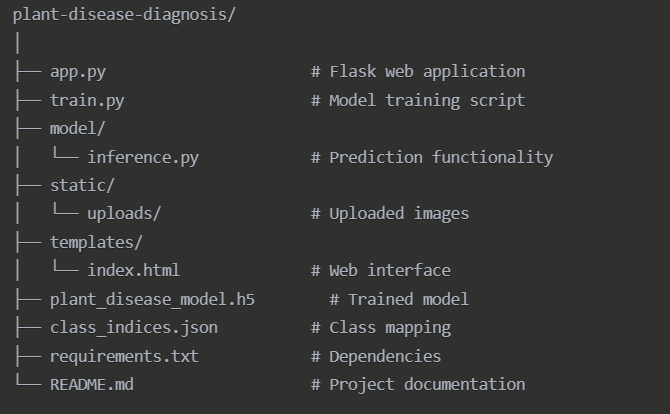 plant-disease-diagnosis/
│
├── app.py                      # Flask web application
├── train.py                    # Model training script
├── model/
│   └── inference.py            # Prediction functionality
├── static/
│   └── uploads/                # Uploaded images
├── templates/
│   └── index.html              # Web interface
├── plant_disease_model.h5        # Trained model
├── class_indices.json          # Class mapping
├── requirements.txt            # Dependencies
└── README.md                   # Project documentation